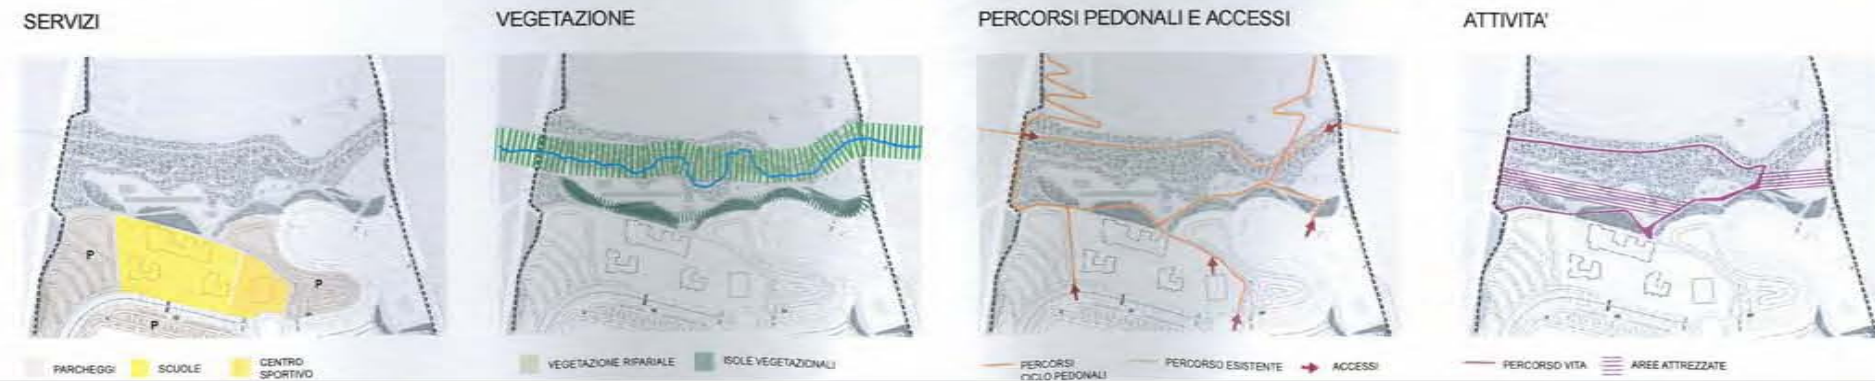 SERVIZI
P
P
P
PARCHEGGI
SCUOLE
CENTRO
SPORTIVO
VEGETAZIONE
VEGETAZIONE RIPARIALE
ISOLE VEGETAZIONALI
PERCORSI PEDONALI E ACCESSI
PERCORSI
CICLO PEDONALI
PERCORSO ESISTENTE
ACCESSI
ATTIVITA'
PERCORSO VITA
AREE ATTREZZATE